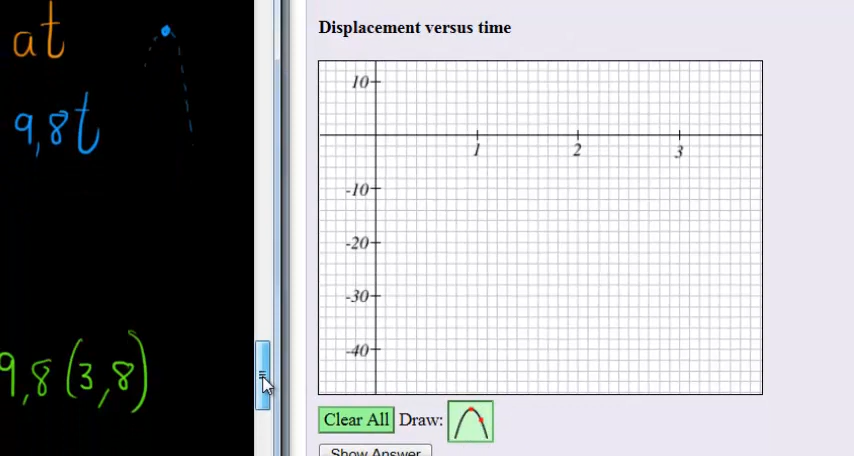 at
9,8t
9,8(3,8)
Displacement versus time
10
1 2 3
-10
-20
-30
-40
Clear All Draw:
Show Answer